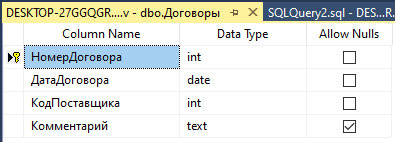 DESKTOP-27GGQGR....v - dbo.Договоры
SQLQuery2.sql - DES...R.
Column Name Data Type Allow Nulls
НомерДоговора int
ДатаДоговора date
КодПоставщика int
Комментарий text